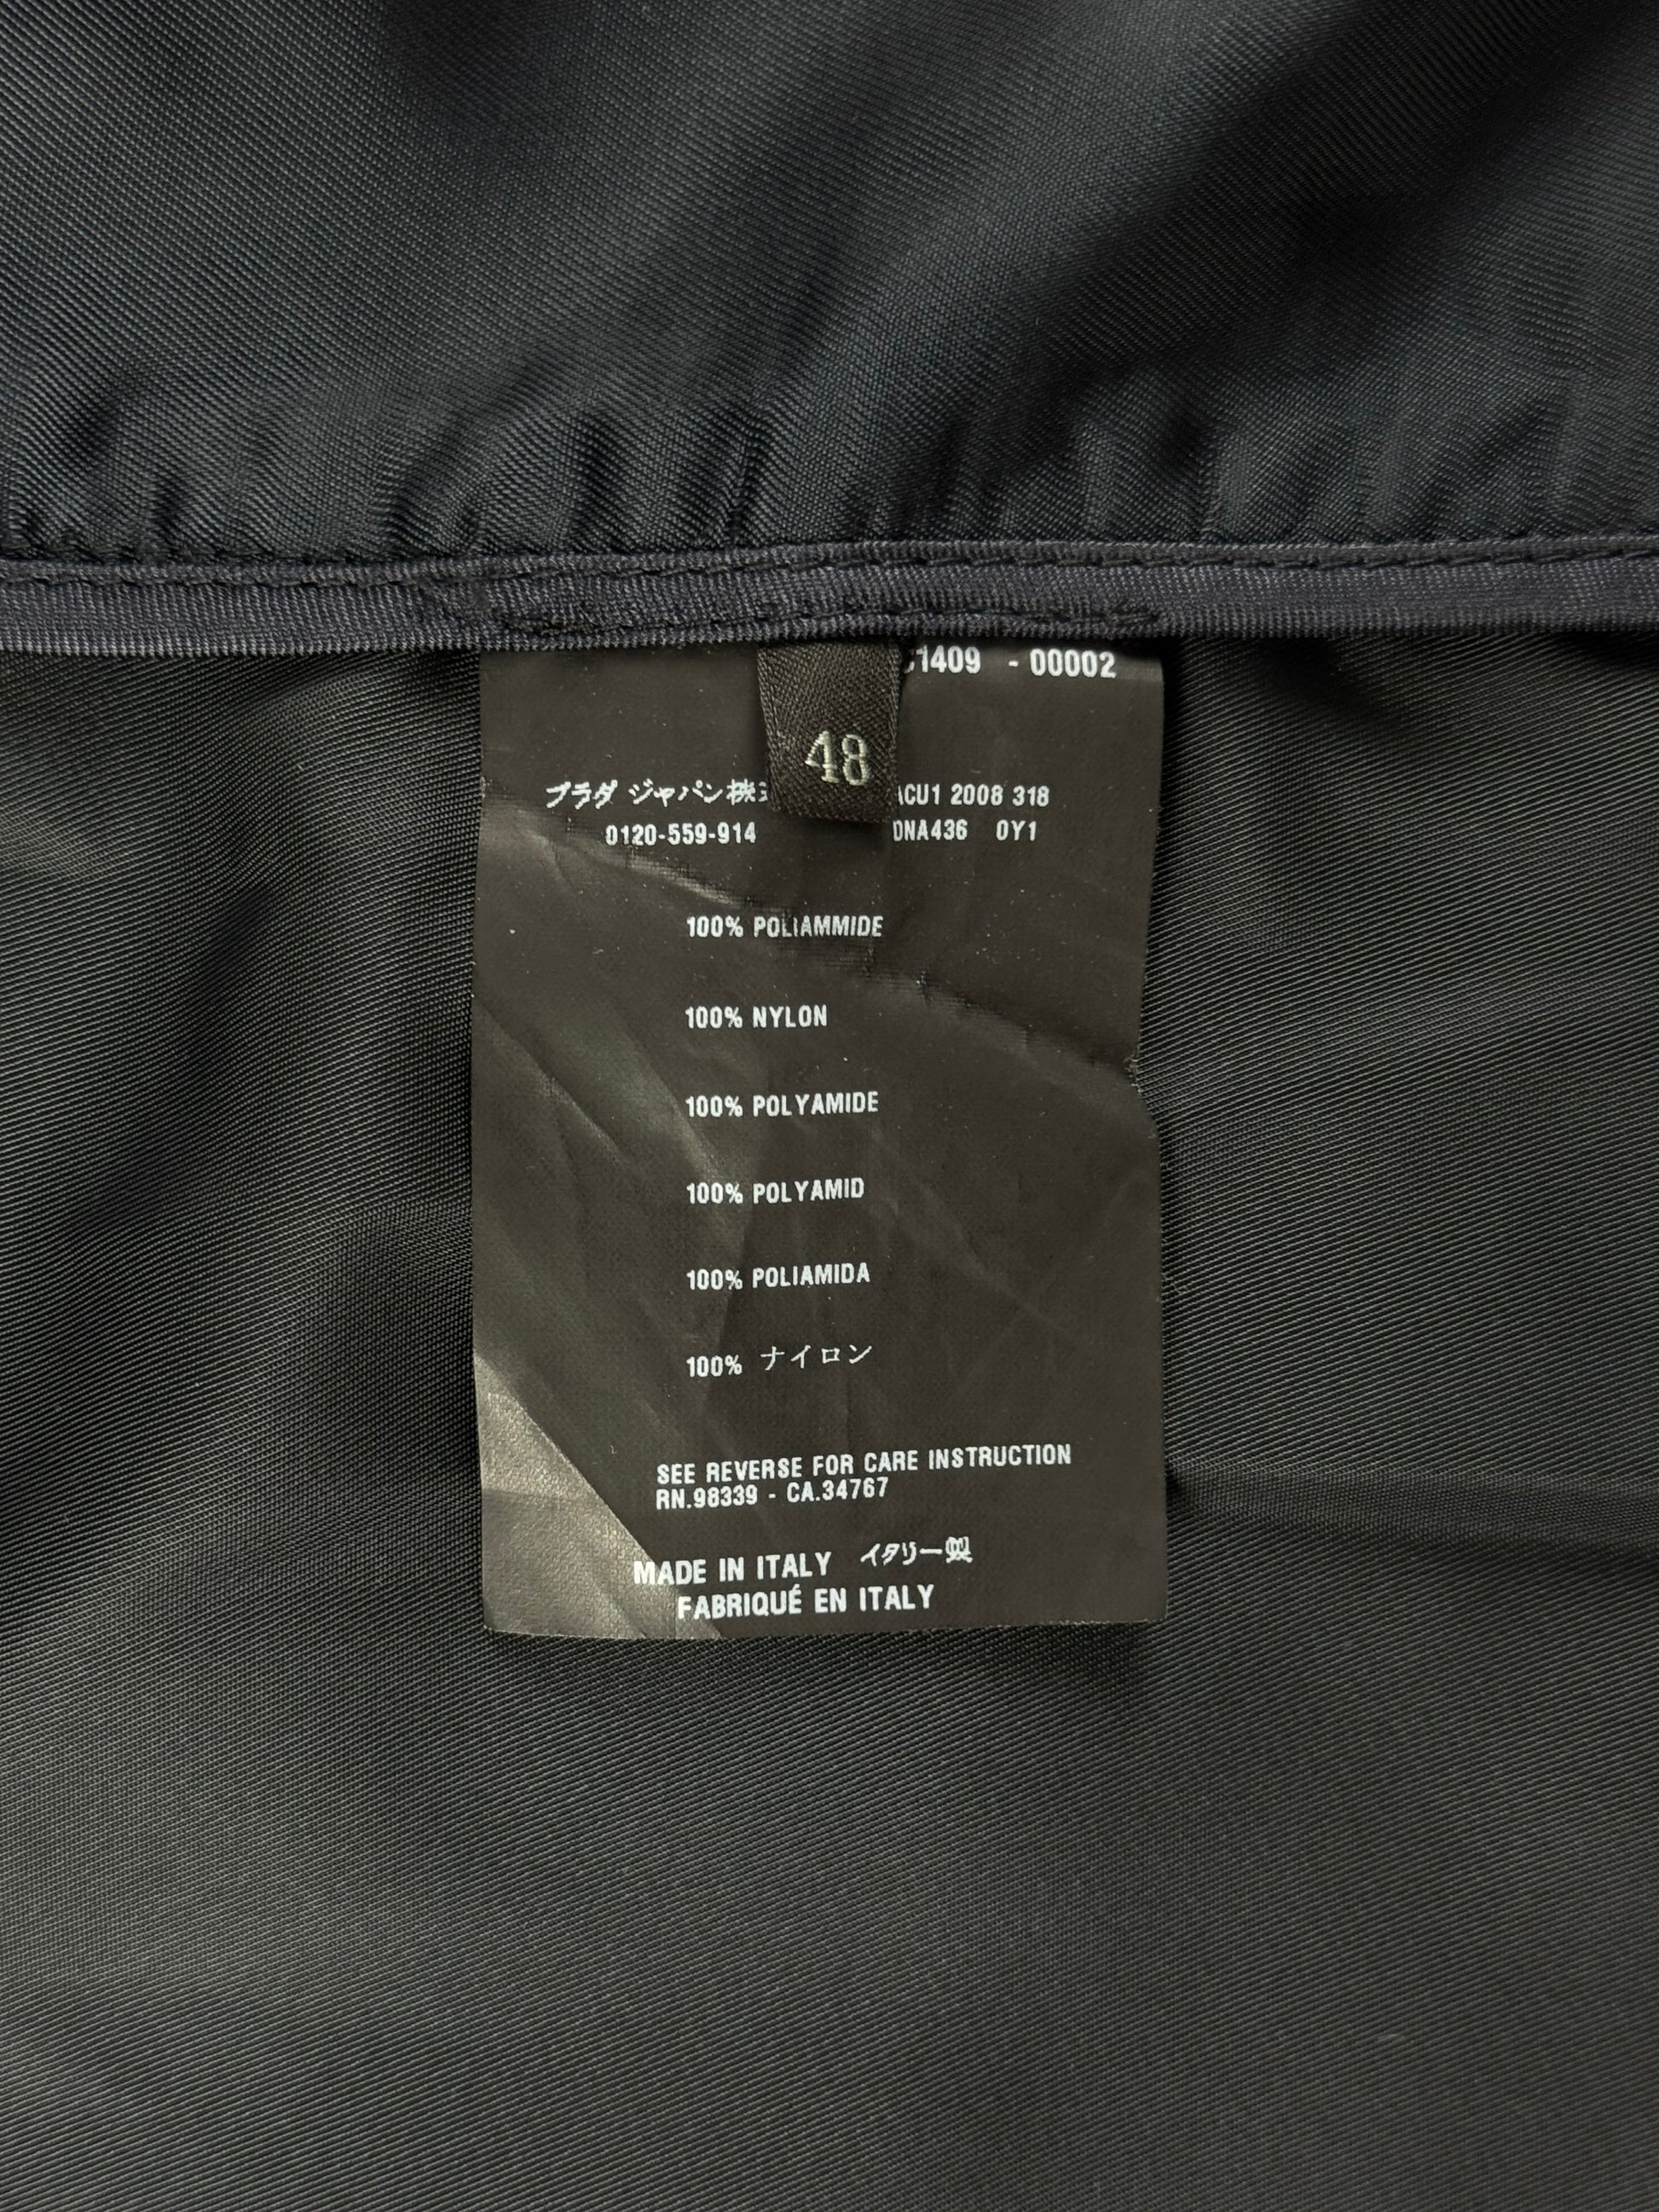 1409 - 00002
48
プラダ ジャパン株
ACU1 2008 318
0120-559-914
DNA436 0Y1
100% POLIAMMIDE
100% NYLON
100% POLYAMIDE
100% POLYAMID
100% POLIAMIDA
100% ナイロン
SEE REVERSE FOR CARE INSTRUCTION
RN.98339 - CA.34767
MADE IN ITALY イタリー製
FABRIQUÉ EN ITALY